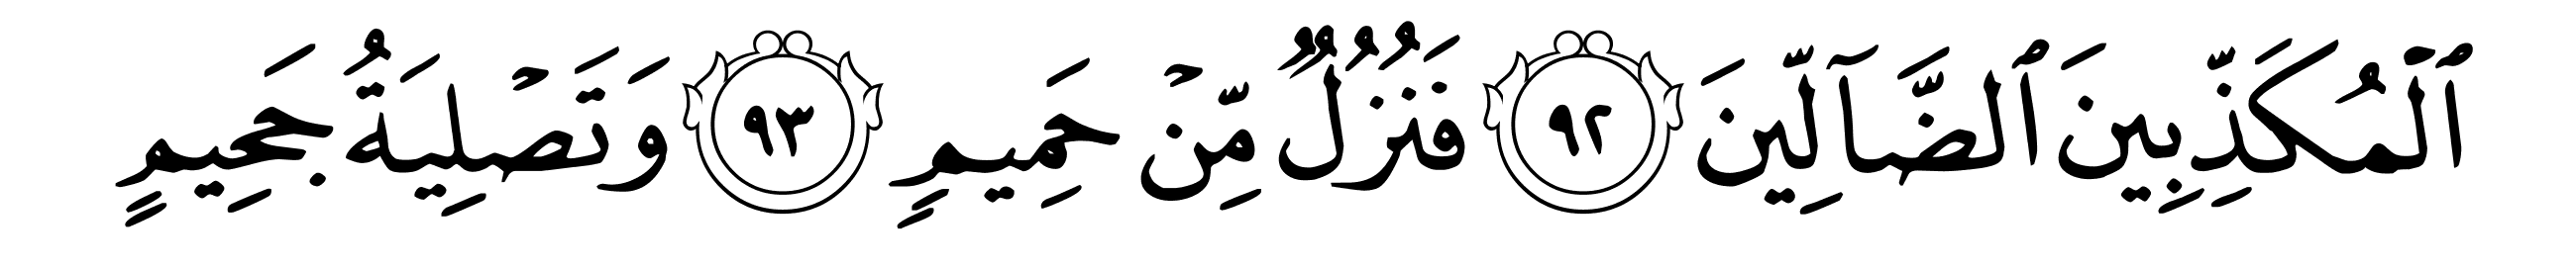 ٱلۡمُكَذِّبِينَ ٱلضَّآلِّينَ ٩٢ فَنُزُلٞ مِّنۡ حَمِيمٖ ٩٣ وَتَصۡلِيَةُ جَحِيمٍ